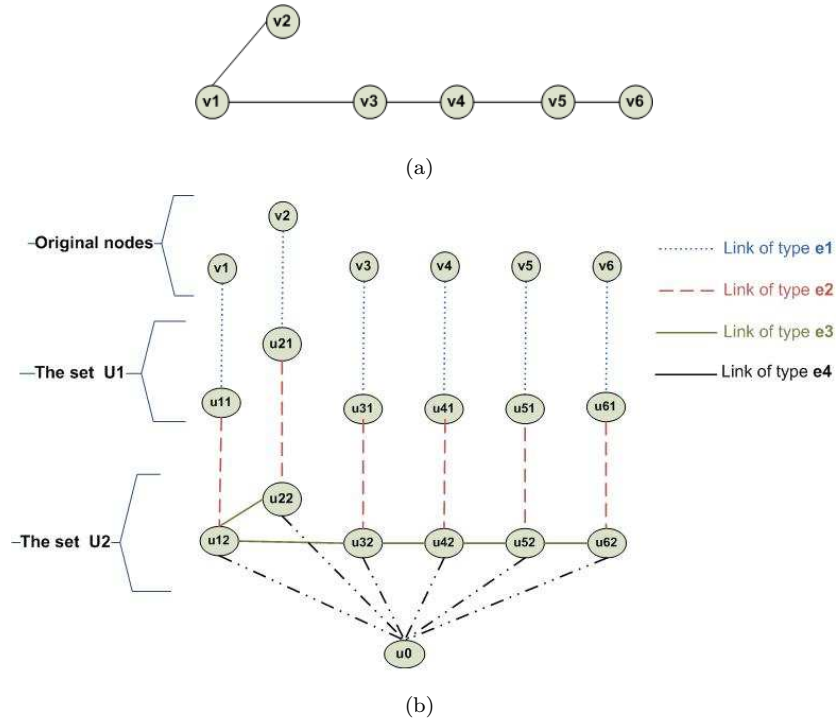 v2
v1
v3
v4
v5
v6
(a)
Original nodes
v2
v1
v3
v4
v5
v6
Link of type e1
Link of type e2
Link of type e3
Link of type e4
The set U1
u21
u11
u31
u41
u51
u61
The set U2
u22
u12
u32
u42
u52
u62
u0
(b)